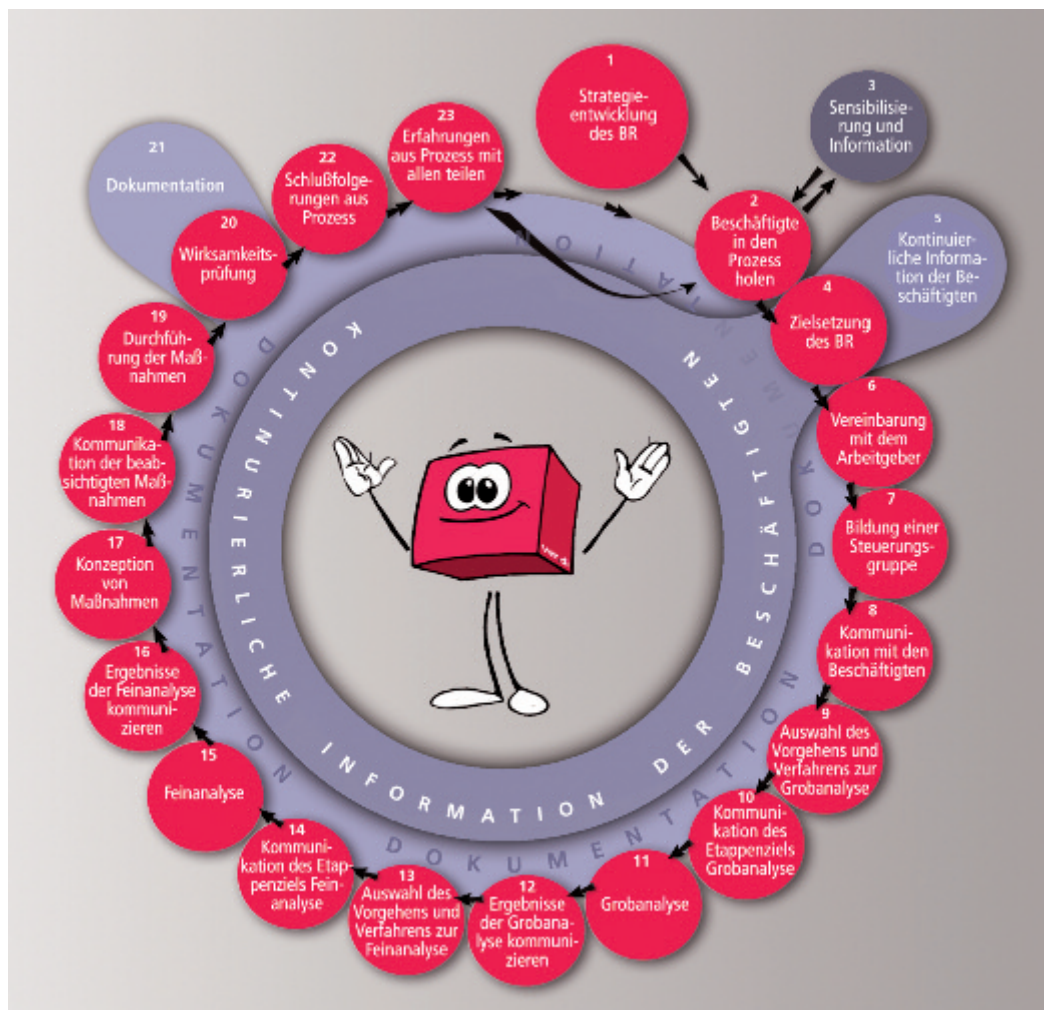 1
Strategie-
entwicklung
des BR
2
Beschäftigte
in den
Prozess
holen
3
Sensibilisie-
rung und
Information
4
Zielsetzung
des BR
5
Kontinuier-
liche Informa-
tion der Be-
schäftigten
6
Vereinbarung
mit dem
Arbeitgeber
7
Bildung einer
Steuerungs-
gruppe
8
Kommuni-
kation mit den
Beschäftigten
9
Auswahl des
Vorgehens und
Verfahrens zur
Grobanalyse
10
Kommuni-
kation des
Etappenziels
Grobanalyse
11
Grobanalyse
12
Ergebnisse
der Grobana-
lyse kommuni-
zieren
13
Auswahl des
Vorgehens und
Verfahrens zur
Feinanalyse
14
Kommuni-
kation des Etap-
penziels Fein-
analyse
15
Feinanalyse
16
Ergebnisse
der Feinanalyse
kommuni-
zieren
17
Konzeption
von
Maßnahmen
18
Kommunika-
tion der beab-
sichtigten Maß-
nahmen
19
Durchfüh-
rung der Maß-
nahmen
20
Wirksamkeits-
prüfung
21
Dokumentation
22
Schlußfolge-
rungen aus
Prozess
23
Erfahrungen
aus Prozess mit
allen teilen
KONTINURIERLICHE INFORMATION DER BESCHÄFTIGTEN
DOKUMENTATION
DOKUMENTATION
DOKUMENTATION